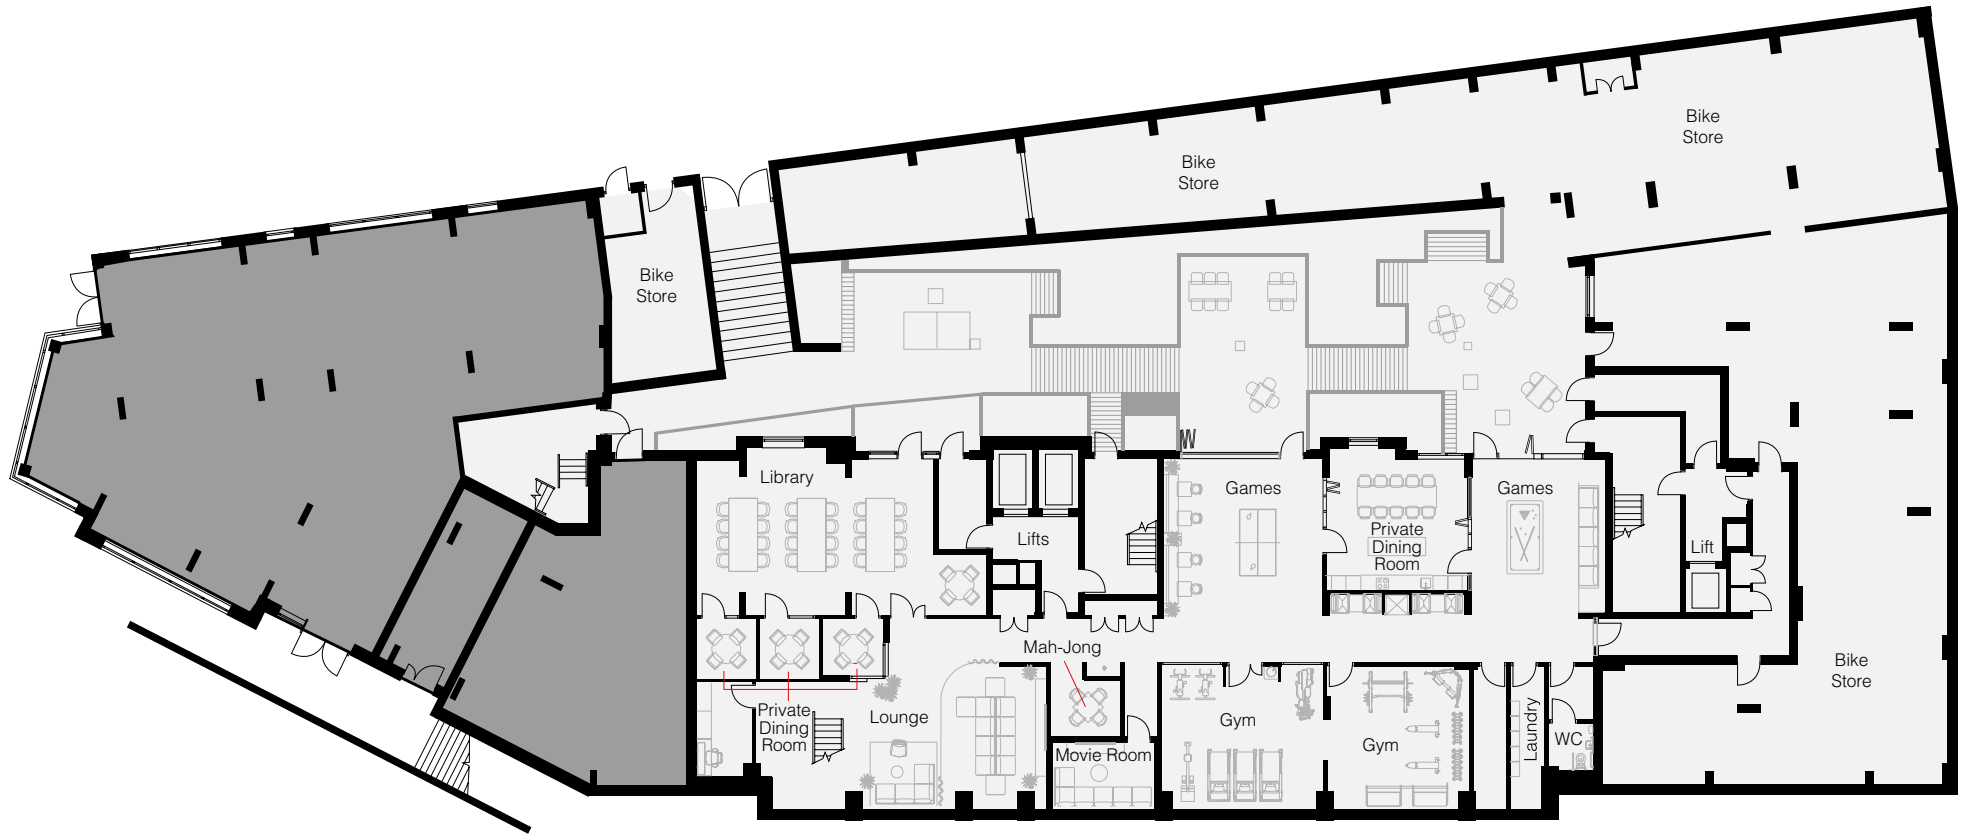 Bike
Store
Bike
Store
Bike
Store
Library
Games
Games
Private
Dining
Room
Lifts
Lift
Mah-Jong
Bike
Store
Private
Dining
Room
Lounge
Gym
Gym
Laundry
WC
Movie Room